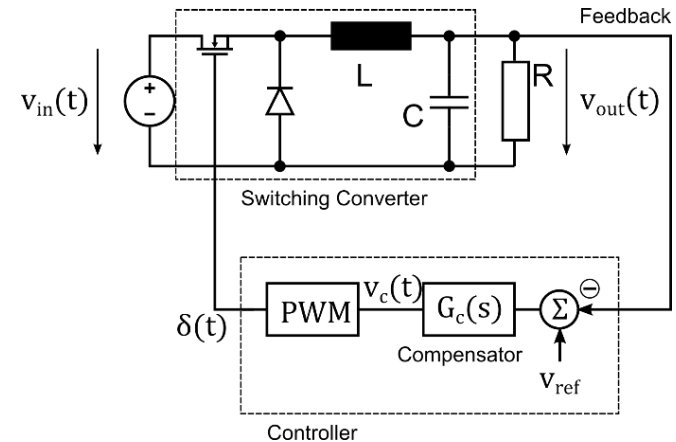 Feedback
v_in(t)
+
−
L
C
R
v_out(t)
Switching Converter
δ(t)
PWM
v_c(t)
G_c(s)
Σ
⊖
Compensator
v_ref
Controller